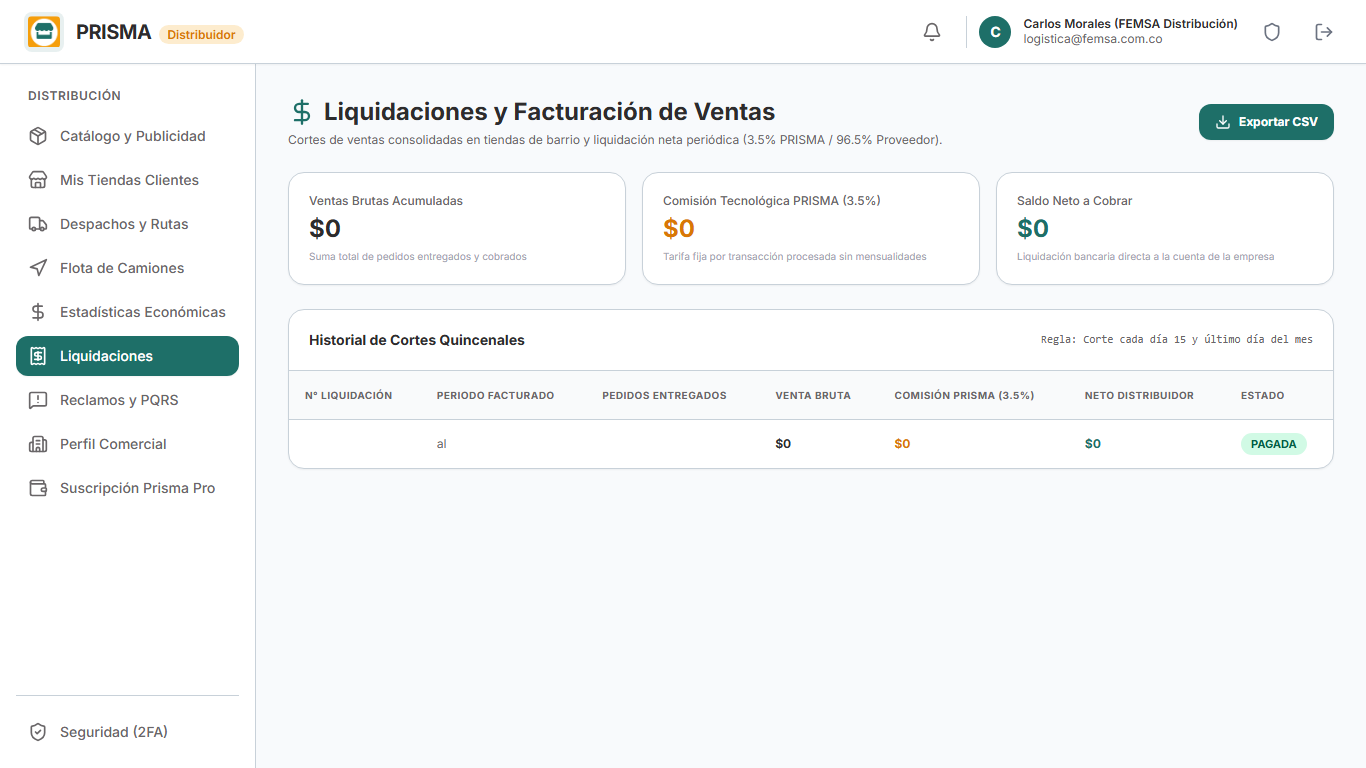 PRISMA Distribuidor
C
Carlos Morales (FEMSA Distribución)
logistica@femsa.com.co
DISTRIBUCIÓN
Catálogo y Publicidad
Mis Tiendas Clientes
Despachos y Rutas
Flota de Camiones
Estadísticas Económicas
Liquidaciones
Reclamos y PQRS
Perfil Comercial
Suscripción Prisma Pro
Seguridad (2FA)
Liquidaciones y Facturación de Ventas
Cortes de ventas consolidadas en tiendas de barrio y liquidación neta periódica (3.5% PRISMA / 96.5% Proveedor).
Exportar CSV
Ventas Brutas Acumuladas
$0
Suma total de pedidos entregados y cobrados
Comisión Tecnológica PRISMA (3.5%)
$0
Tarifa fija por transacción procesada sin mensualidades
Saldo Neto a Cobrar
$0
Liquidación bancaria directa a la cuenta de la empresa
Historial de Cortes Quincenales
Regla: Corte cada día 15 y último día del mes
N° LIQUIDACIÓN PERIODO FACTURADO PEDIDOS ENTREGADOS VENTA BRUTA COMISIÓN PRISMA (3.5%) NETO DISTRIBUIDOR ESTADO
al $0 $0 $0 PAGADA